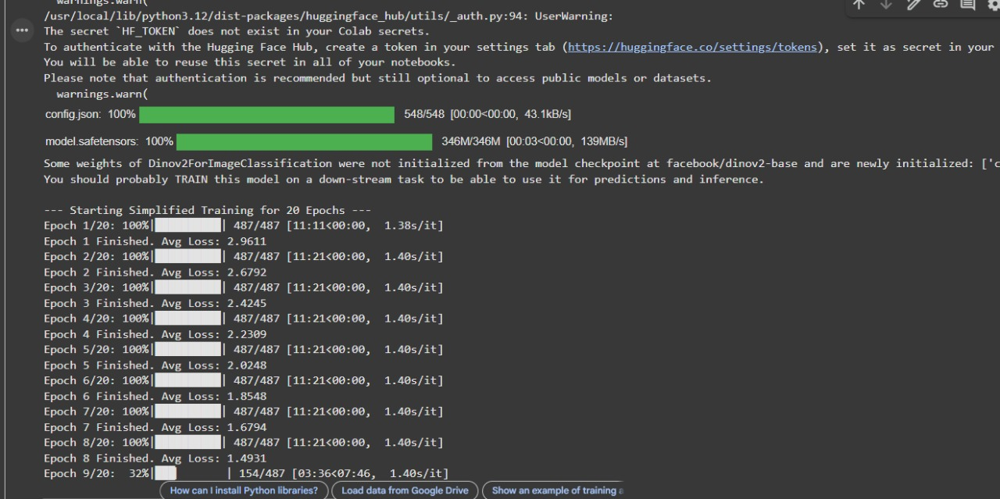 warnings.warn(
/usr/local/lib/python3.12/dist-packages/huggingface_hub/utils/_auth.py:94: UserWarning:
The secret `HF_TOKEN` does not exist in your Colab secrets.
To authenticate with the Hugging Face Hub, create a token in your settings tab (https://huggingface.co/settings/tokens), set it as secret in your
You will be able to reuse this secret in all of your notebooks.
Please note that authentication is recommended but still optional to access public models or datasets.
warnings.warn(
config.json: 100% 548/548 [00:00<00:00, 43.1kB/s]
model.safetensors: 100% 346M/346M [00:03<00:00, 139MB/s]
Some weights of Dinov2ForImageClassification were not initialized from the model checkpoint at facebook/dinov2-base and are newly initialized: ['c
You should probably TRAIN this model on a down-stream task to be able to use it for predictions and inference.
--- Starting Simplified Training for 20 Epochs ---
Epoch 1/20: 100%|██████████| 487/487 [11:11<00:00, 1.38s/it]
Epoch 1 Finished. Avg Loss: 2.9611
Epoch 2/20: 100%|██████████| 487/487 [11:21<00:00, 1.40s/it]
Epoch 2 Finished. Avg Loss: 2.6792
Epoch 3/20: 100%|██████████| 487/487 [11:21<00:00, 1.40s/it]
Epoch 3 Finished. Avg Loss: 2.4245
Epoch 4/20: 100%|██████████| 487/487 [11:21<00:00, 1.40s/it]
Epoch 4 Finished. Avg Loss: 2.2309
Epoch 5/20: 100%|██████████| 487/487 [11:21<00:00, 1.40s/it]
Epoch 5 Finished. Avg Loss: 2.0248
Epoch 6/20: 100%|██████████| 487/487 [11:21<00:00, 1.40s/it]
Epoch 6 Finished. Avg Loss: 1.8548
Epoch 7/20: 100%|██████████| 487/487 [11:21<00:00, 1.40s/it]
Epoch 7 Finished. Avg Loss: 1.6794
Epoch 8/20: 100%|██████████| 487/487 [11:21<00:00, 1.40s/it]
Epoch 8 Finished. Avg Loss: 1.4931
Epoch 9/20: 32%|███ | 154/487 [03:36<07:46, 1.40s/it]
How can I install Python libraries? Load data from Google Drive Show an example of training